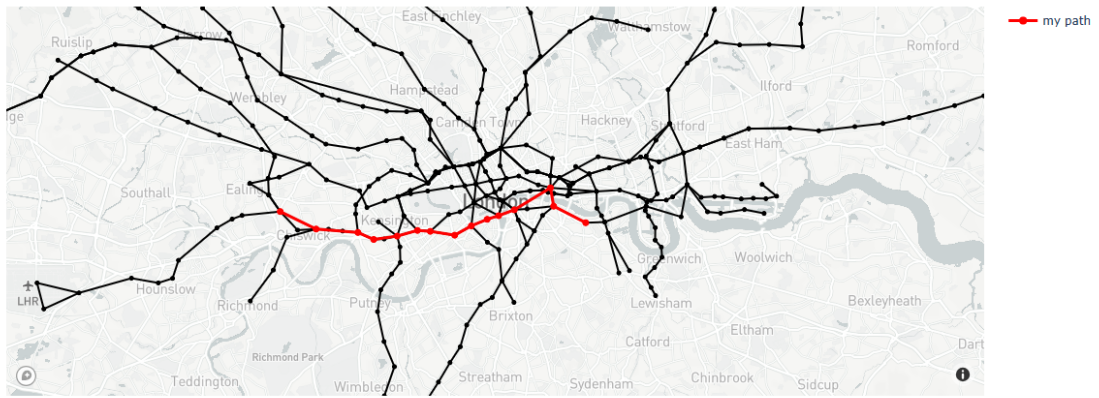 my path
East Finchley
Walthamstow
Ruislip
Harrow
Romford
Hampstead
Ilford
Wembley
Camden Town
Hackney
Stratford
East Ham
Southall
Ealing
London
Kensington
Chiswick
Greenwich
Woolwich
LHR
Hounslow
Richmond
Putney
Brixton
Lewisham
Bexleyheath
Eltham
Catford
Richmond Park
Dart
Teddington
Wimbledon
Streatham
Sydenham
Chinbrook
Sidcup
i